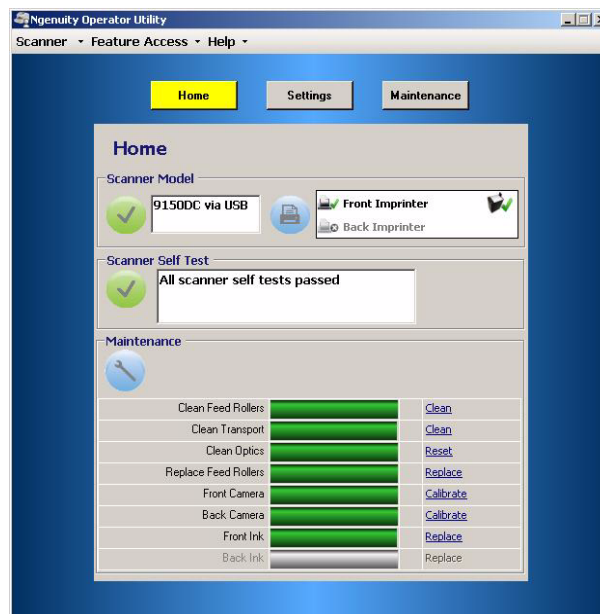 Ngenuity Operator Utility
Scanner Feature Access Help
Home Settings Maintenance
Home
Scanner Model
9150DC via USB
Front Imprinter
Back Imprinter
Scanner Self Test
All scanner self tests passed
Maintenance
Clean Feed Rollers Clean
Clean Transport Clean
Clean Optics Reset
Replace Feed Rollers Replace
Front Camera Calibrate
Back Camera Calibrate
Front Ink Replace
Back Ink Replace